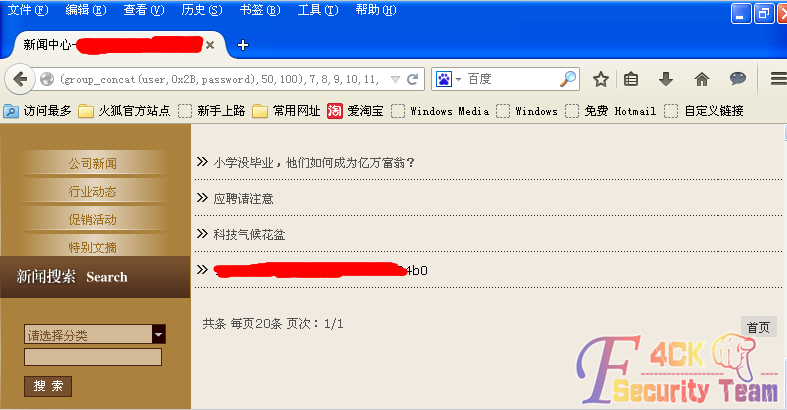 文件(F) 编辑(E) 查看(V) 历史(S) 书签(B) 工具(T) 帮助(H)
新闻中心-
(group_concat(user,0x2B,password),50,100),7,8,9,10,11,
百度
访问最多 火狐官方站点 新手上路 常用网址 淘 爱淘宝 Windows Media Windows 免费 Hotmail 自定义链接
公司新闻
行业动态
促销活动
特别文摘
新闻搜索 Search
请选择分类
搜 索
小学没毕业，他们如何成为亿万富翁？
应聘请注意
科技气候花盆
4b0
共条 每页20条 页次：1/1
首页
F4CK
Security Team